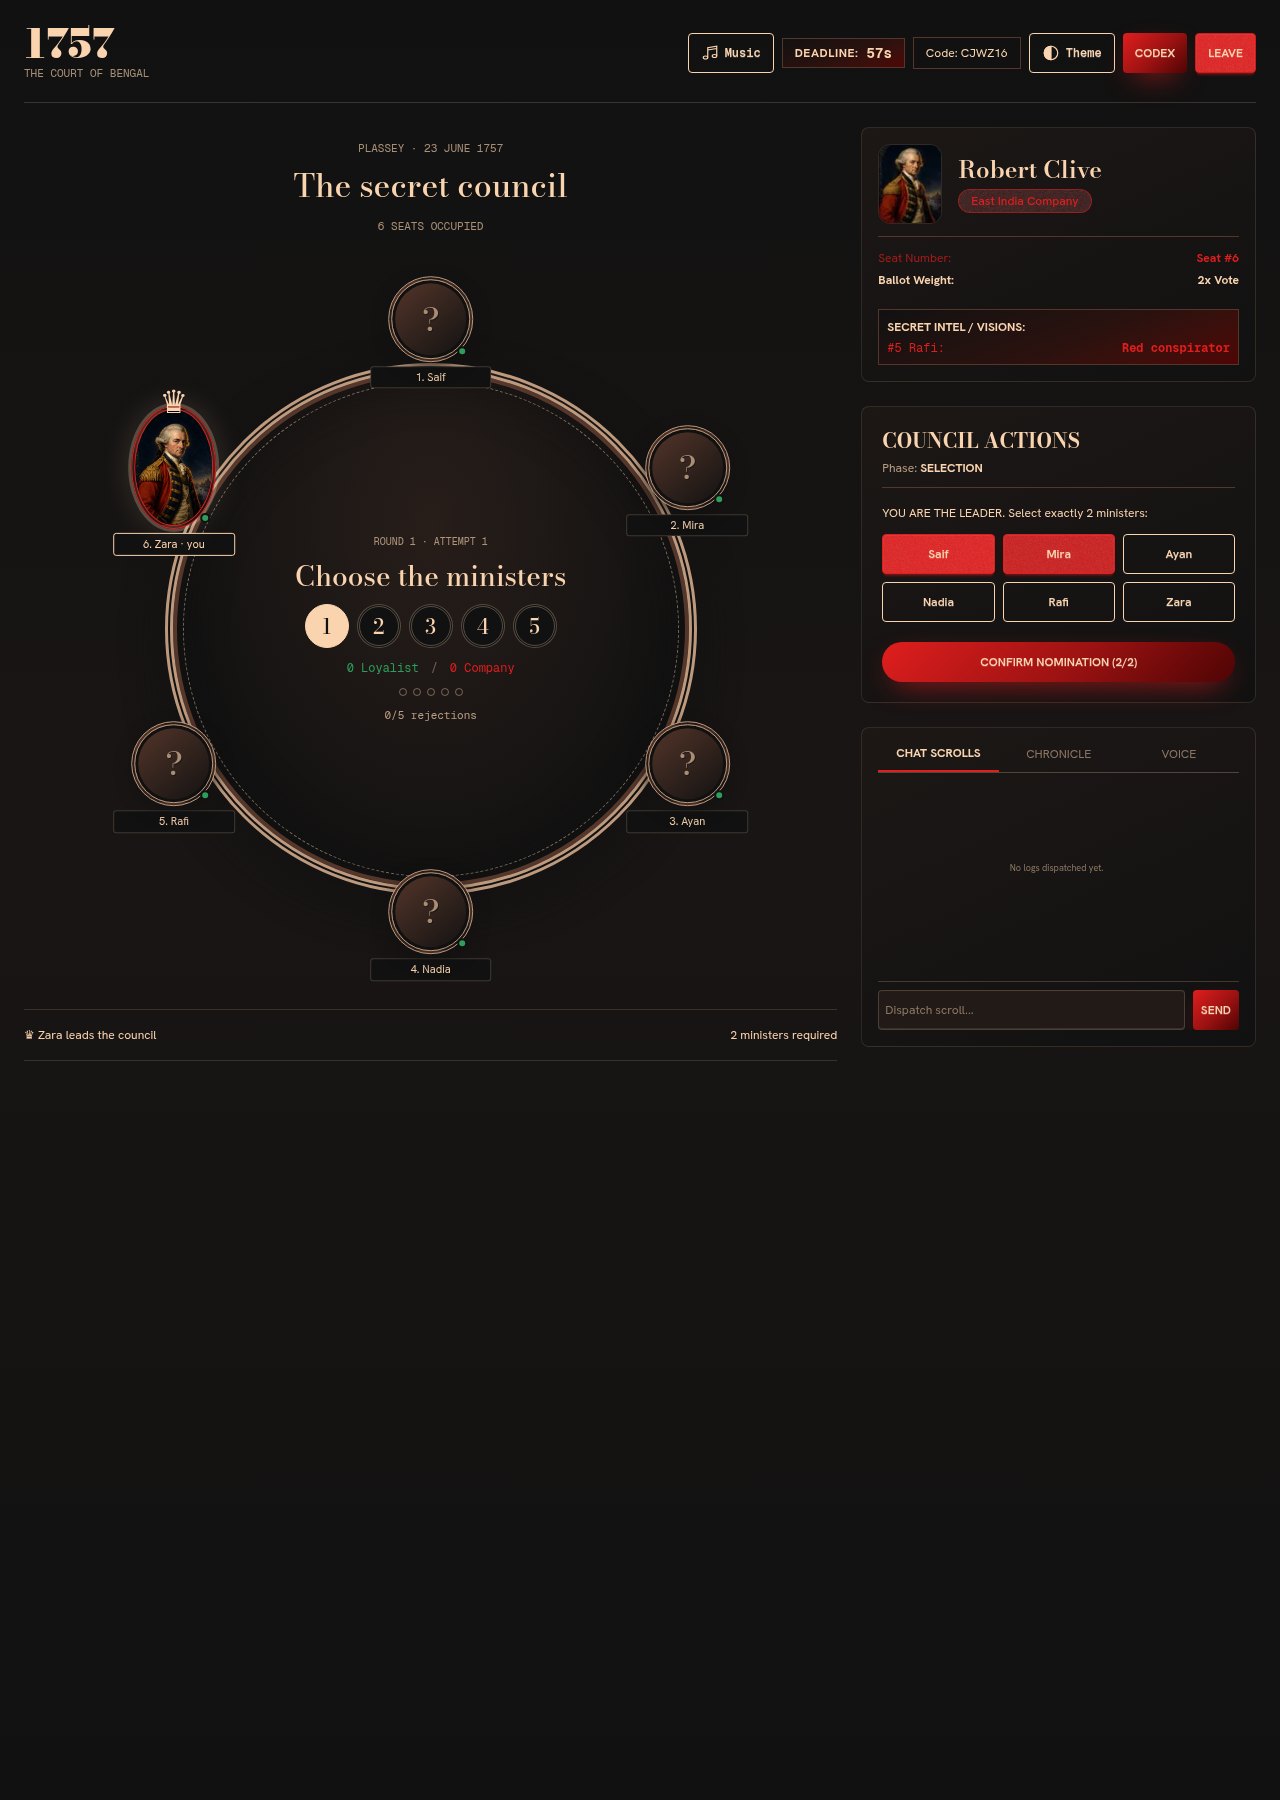 1757
THE COURT OF BENGAL
Music
DEADLINE: 57s
Code: CJWZ16
Theme
CODEX
LEAVE
PLASSEY · 23 JUNE 1757
The secret council
6 SEATS OCCUPIED
?
1. Saif
?
2. Mira
6. Zara · you
ROUND 1 · ATTEMPT 1
Choose the ministers
1 2 3 4 5
0 Loyalist / 0 Company
0/5 rejections
?
5. Rafi
?
3. Ayan
?
4. Nadia
♛ Zara leads the council
2 ministers required
Robert Clive
East India Company
Seat Number: Seat #6
Ballot Weight: 2x Vote
SECRET INTEL / VISIONS:
#5 Rafi: Red conspirator
COUNCIL ACTIONS
Phase: SELECTION
YOU ARE THE LEADER. Select exactly 2 ministers:
Saif Mira Ayan
Nadia Rafi Zara
CONFIRM NOMINATION (2/2)
CHAT SCROLLS CHRONICLE VOICE
No logs dispatched yet.
Dispatch scroll...
SEND